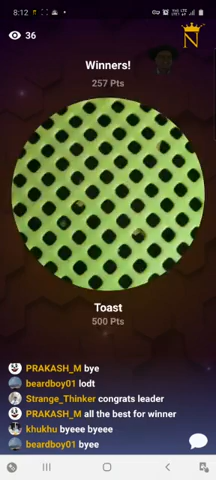 8:12
36
N
Winners!
257 Pts
Toast
500 Pts
PRAKASH_M bye
beardboy01 lodt
Strange_Thinker congrats leader
PRAKASH_M all the best for winner
khukhu byeee byeee
beardboy01 byee